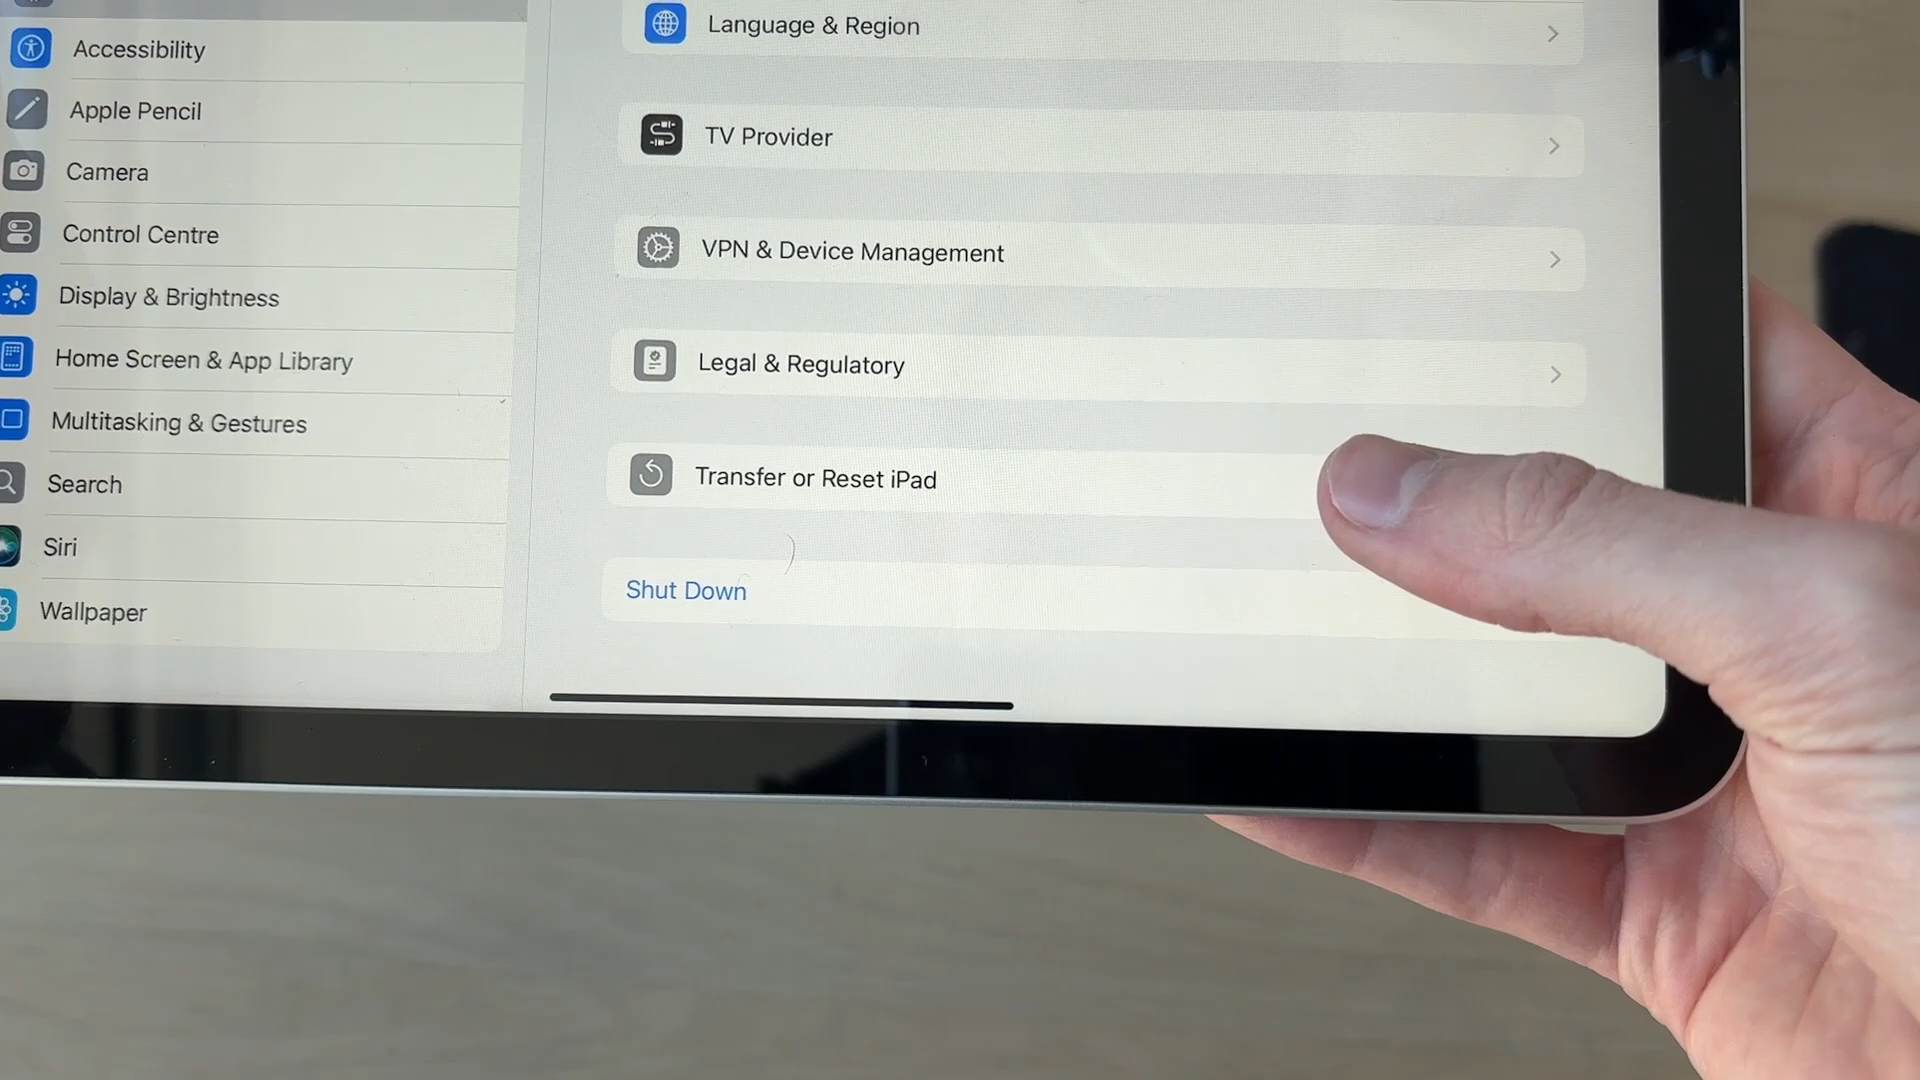 Accessibility
Apple Pencil
Camera
Control Centre
Display & Brightness
Home Screen & App Library
Multitasking & Gestures
Search
Siri
Wallpaper
Language & Region
TV Provider
VPN & Device Management
Legal & Regulatory
Transfer or Reset iPad
Shut Down